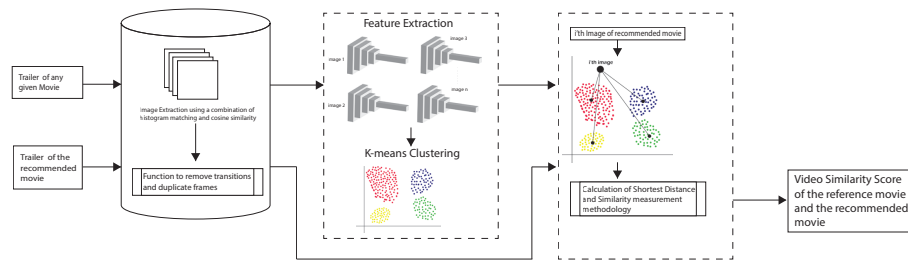 Trailer of any
given Movie
Trailer of the
recommended
movie
Image Extraction using a combination of
histogram matching and cosine similarity
Function to remove transitions
and duplicate frames
Feature Extraction
image 1
image 3
image 2
image n
K-means Clustering
i'th Image of recommended movie
i'th image
Calculation of Shortest Distance
and Similarity measurement
methodology
Video Similarity Score
of the reference movie
and the recommended
movie